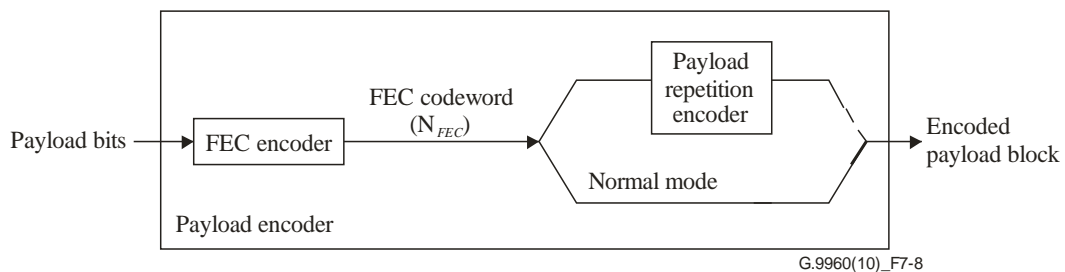 Payload bits
FEC encoder
FEC codeword
(N_FEC)
Payload
repetition
encoder
Normal mode
Encoded
payload block
Payload encoder
G.9960(10)_F7-8